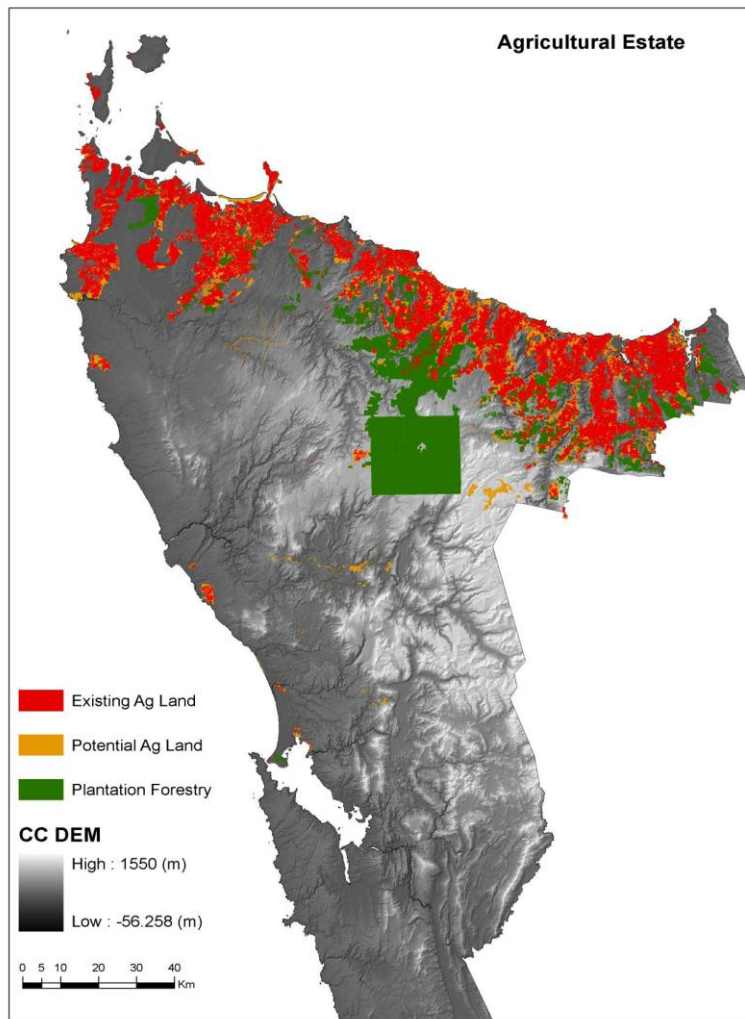 Agricultural Estate
Existing Ag Land
Potential Ag Land
Plantation Forestry
CC DEM
High : 1550 (m)
Low : -56.258 (m)
0 5 10 20 30 40
Km